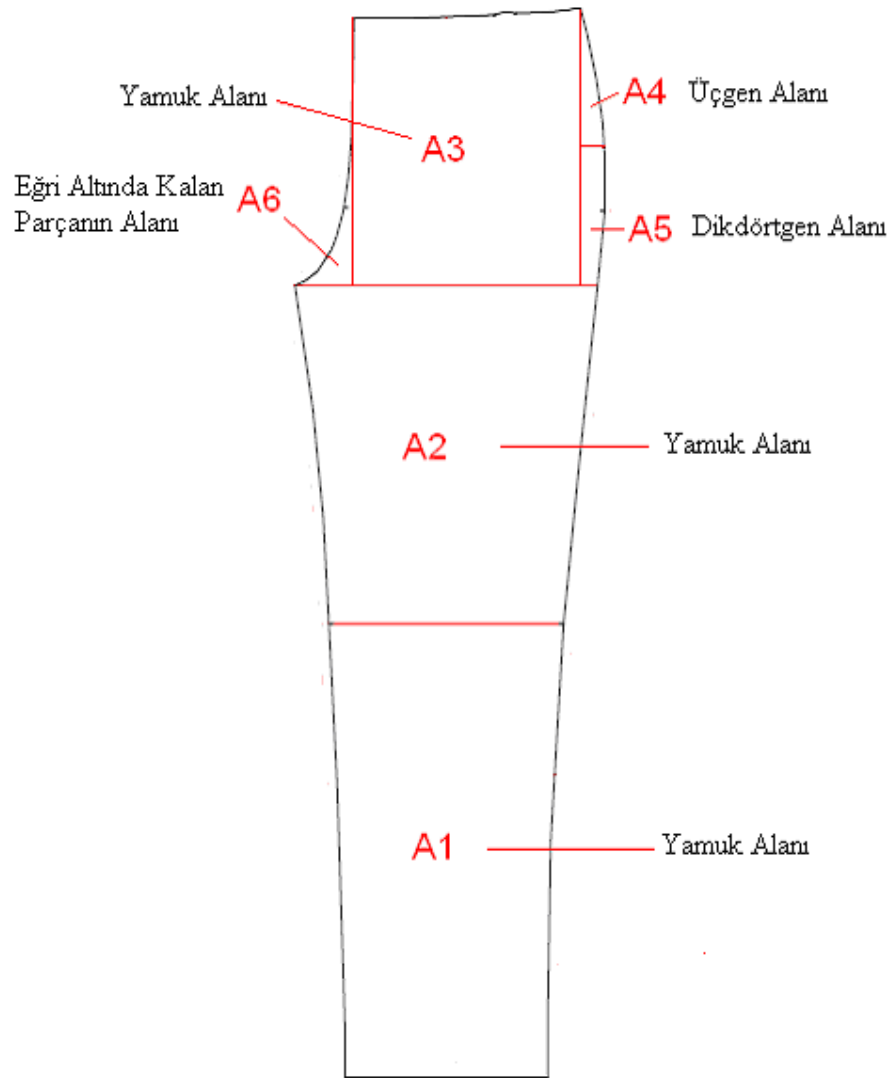 A4 Üçgen Alanı
Yamuk Alanı
A3
Eğri Altında Kalan
Parçanın Alanı
A6
A5 Dikdörtgen Alanı
A2
Yamuk Alanı
A1
Yamuk Alanı